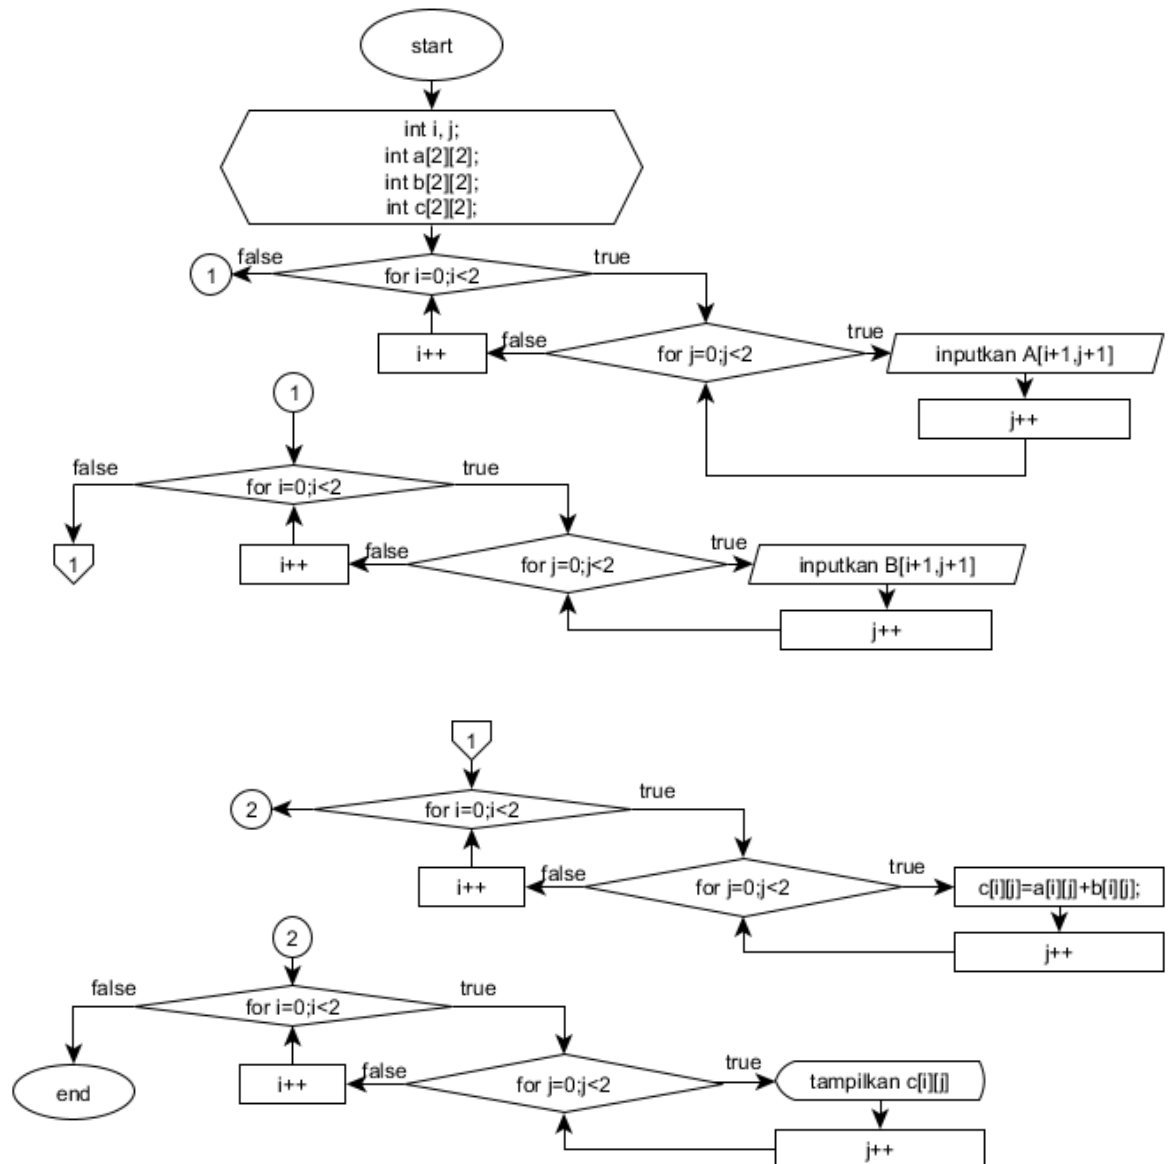 start
int i, j;
int a[2][2];
int b[2][2];
int c[2][2];
false
true
1
for i=0;i<2
true
false
i++
for j=0;j<2
inputkan A[i+1,j+1]
j++
1
false
true
for i=0;i<2
1
true
false
i++
for j=0;j<2
inputkan B[i+1,j+1]
j++
1
true
2
for i=0;i<2
true
false
i++
for j=0;j<2
c[i][j]=a[i][j]+b[i][j];
j++
2
false
true
for i=0;i<2
true
false
end
i++
for j=0;j<2
tampilkan c[i][j]
j++